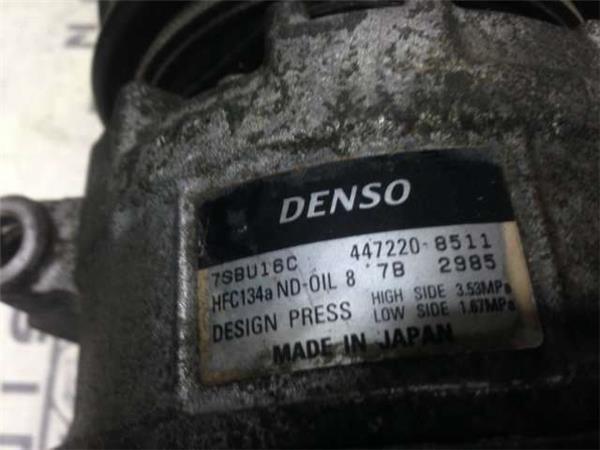 DENSO
7SBU16C 447220-8511
HFC134a ND-OIL 8 7B 2985
DESIGN PRESS HIGH SIDE 3.53MPa
LOW SIDE 1.67MPa
MADE IN JAPAN